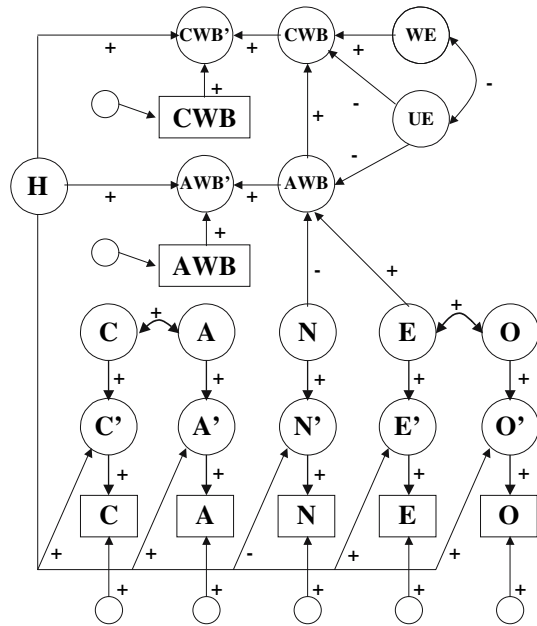 CWB' CWB WE
+ + +
+ -
CWB - UE
+ -
H AWB' AWB
+ +
+
AWB - +
C + A N E + O
+ + + + +
C' A' N' E' O'
+ + + + +
C A N E O
+ + - + +
+ + + + +